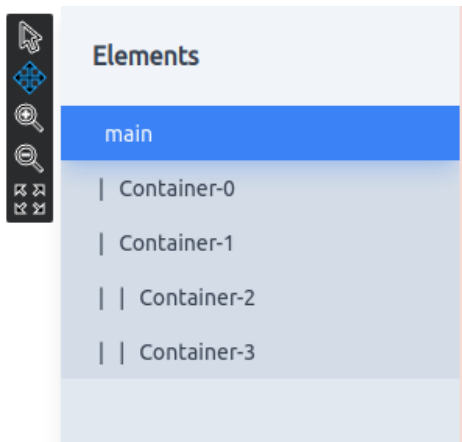 Elements
main
| Container-0
| Container-1
| | Container-2
| | Container-3